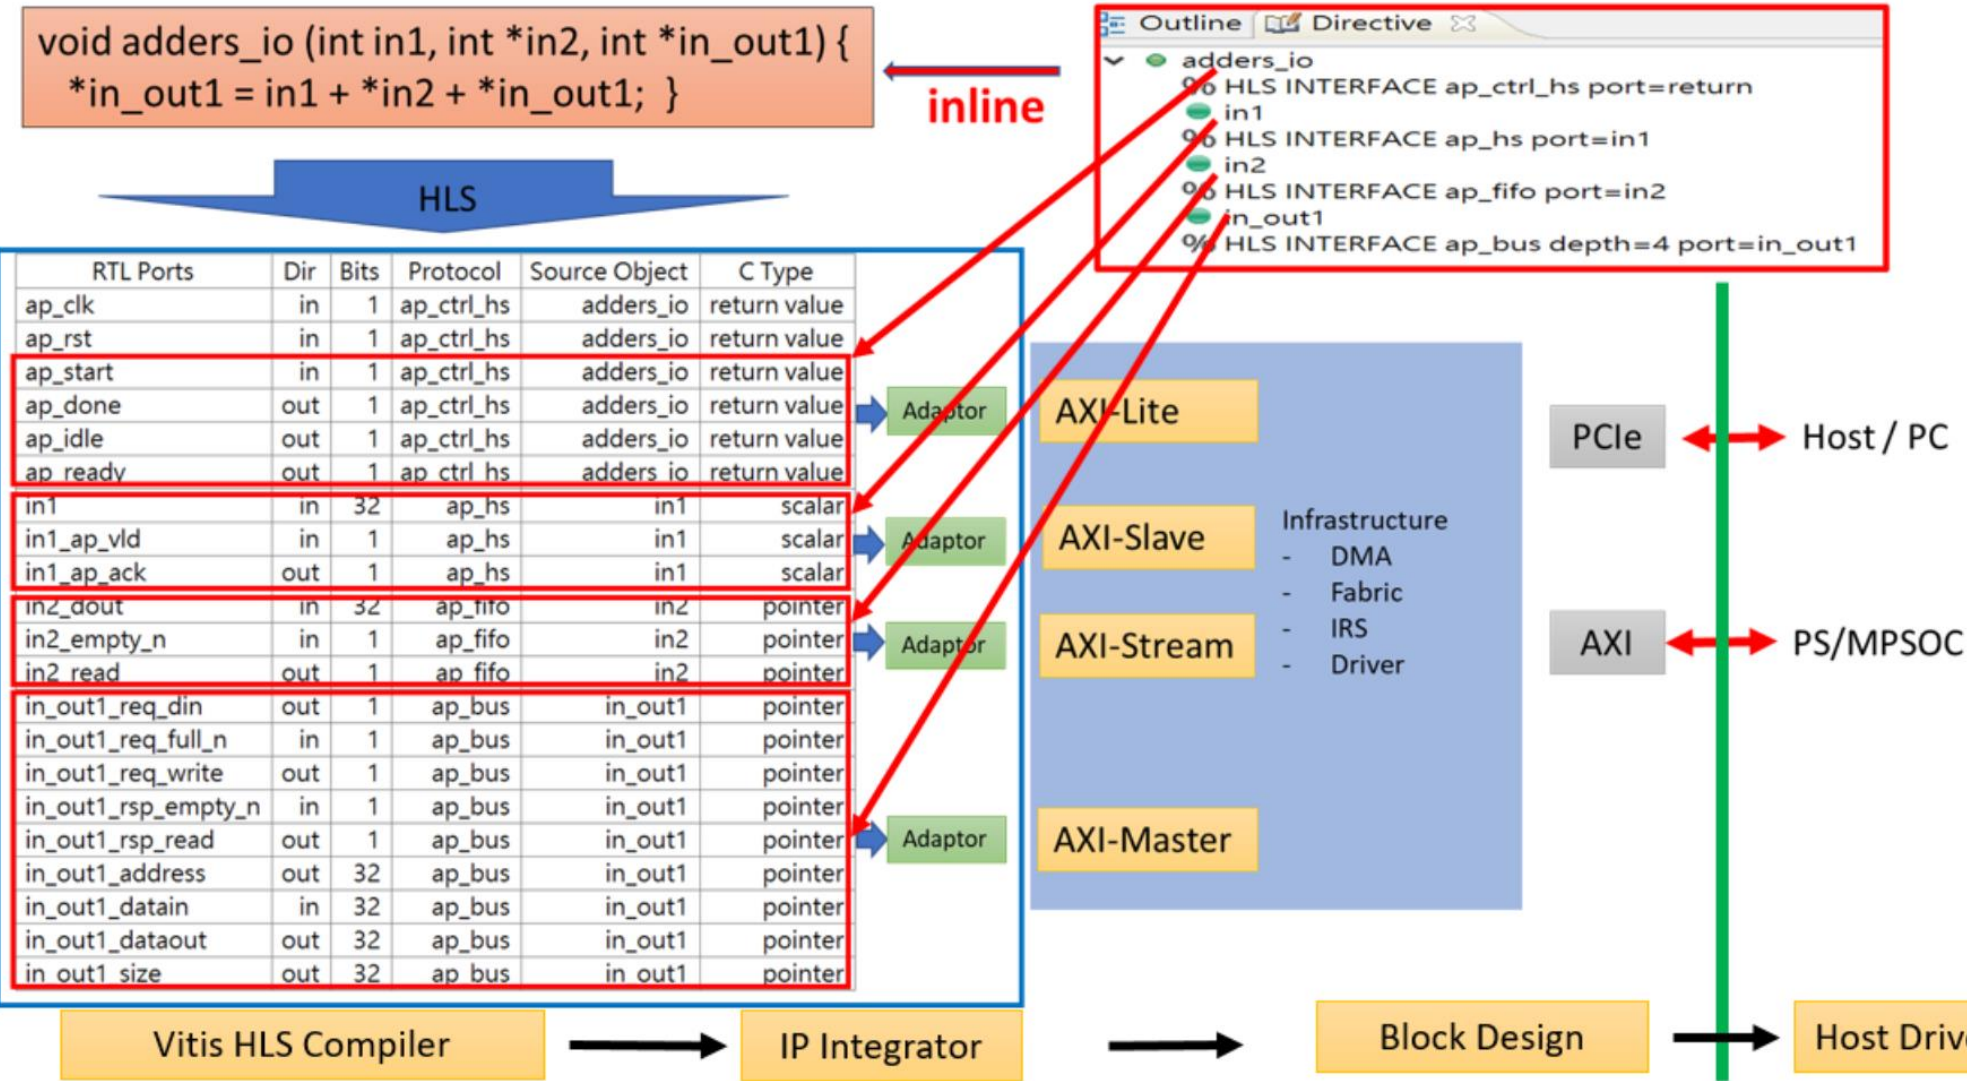 void adders_io (int in1, int *in2, int *in_out1) {
*in_out1 = in1 + *in2 + *in_out1; }
inline
Outline Directive
adders_io
% HLS INTERFACE ap_ctrl_hs port=return
in1
% HLS INTERFACE ap_hs port=in1
in2
% HLS INTERFACE ap_fifo port=in2
in_out1
% HLS INTERFACE ap_bus depth=4 port=in_out1
HLS
RTL Ports Dir Bits Protocol Source Object C Type
ap_clk in 1 ap_ctrl_hs adders_io return value
ap_rst in 1 ap_ctrl_hs adders_io return value
ap_start in 1 ap_ctrl_hs adders_io return value
ap_done out 1 ap_ctrl_hs adders_io return value
ap_idle out 1 ap_ctrl_hs adders_io return value
ap_ready out 1 ap_ctrl_hs adders_io return value
in1 in 32 ap_hs in1 scalar
in1_ap_vld in 1 ap_hs in1 scalar
in1_ap_ack out 1 ap_hs in1 scalar
in2_dout in 32 ap_fifo in2 pointer
in2_empty_n in 1 ap_fifo in2 pointer
in2_read out 1 ap_fifo in2 pointer
in_out1_req_din out 1 ap_bus in_out1 pointer
in_out1_req_full_n in 1 ap_bus in_out1 pointer
in_out1_req_write out 1 ap_bus in_out1 pointer
in_out1_rsp_empty_n in 1 ap_bus in_out1 pointer
in_out1_rsp_read out 1 ap_bus in_out1 pointer
in_out1_address out 32 ap_bus in_out1 pointer
in_out1_datain in 32 ap_bus in_out1 pointer
in_out1_dataout out 32 ap_bus in_out1 pointer
in_out1_size out 32 ap_bus in_out1 pointer
Adaptor
Adaptor
Adaptor
Adaptor
AXI-Lite
AXI-Slave
AXI-Stream
AXI-Master
Infrastructure
- DMA
- Fabric
- IRS
- Driver
PCIe
Host / PC
AXI
PS/MPSOC
Vitis HLS Compiler
IP Integrator
Block Design
Host Driv